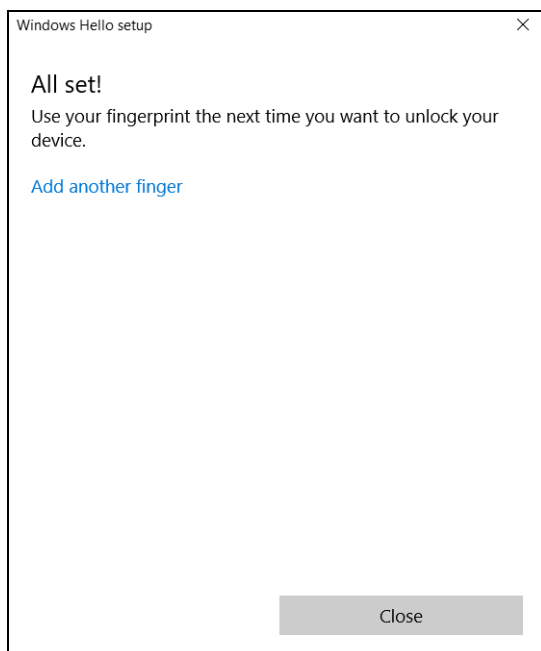 Windows Hello setup
All set!
Use your fingerprint the next time you want to unlock your
device.
Add another finger
Close